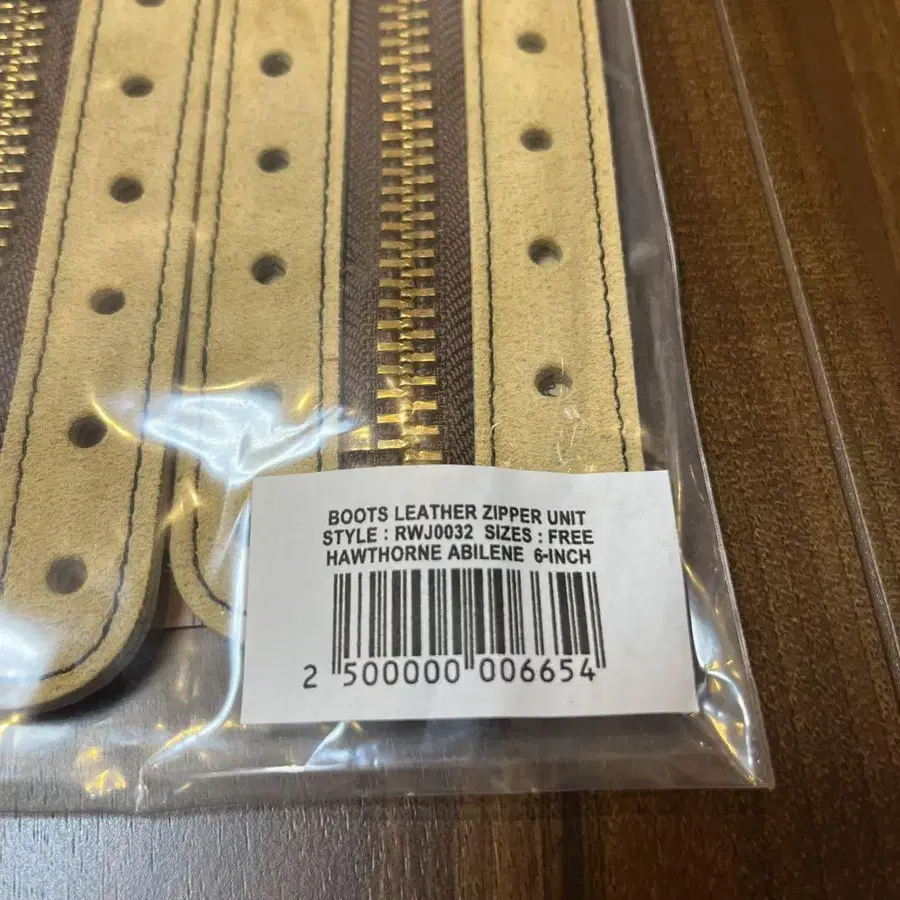 BOOTS LEATHER ZIPPER UNIT
STYLE : RWJ0032 SIZES : FREE
HAWTHORNE ABILENE 6-INCH
2 500000 006654